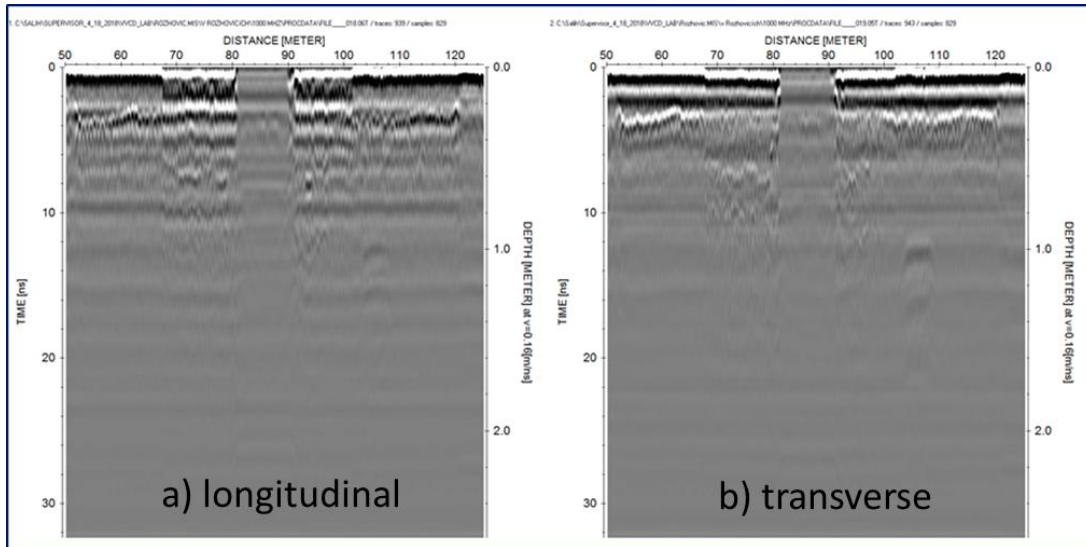 DISTANCE [METER]
50 60 70 80 90 100 110 120
0
10
20
30
TIME [ns]
0.0
1.0
2.0
DEPTH [METER] at v=0.16[m/ns]
a) longitudinal
DISTANCE [METER]
50 60 70 80 90 100 110 120
0
10
20
30
TIME [ns]
0.0
1.0
2.0
DEPTH [METER] at v=0.16[m/ns]
b) transverse